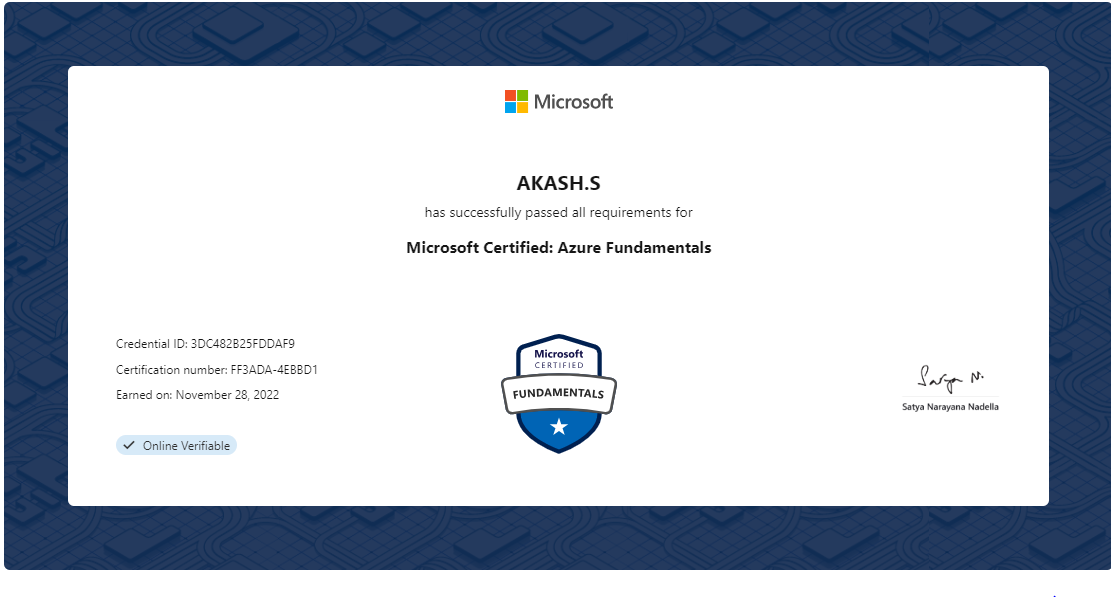 Microsoft
AKASH.S
has successfully passed all requirements for
Microsoft Certified: Azure Fundamentals
Credential ID: 3DC482B25FDDAF9
Certification number: FF3ADA-4EBBD1
Earned on: November 28, 2022
Online Verifiable
Microsoft
CERTIFIED
FUNDAMENTALS
Satya N.
Satya Narayana Nadella